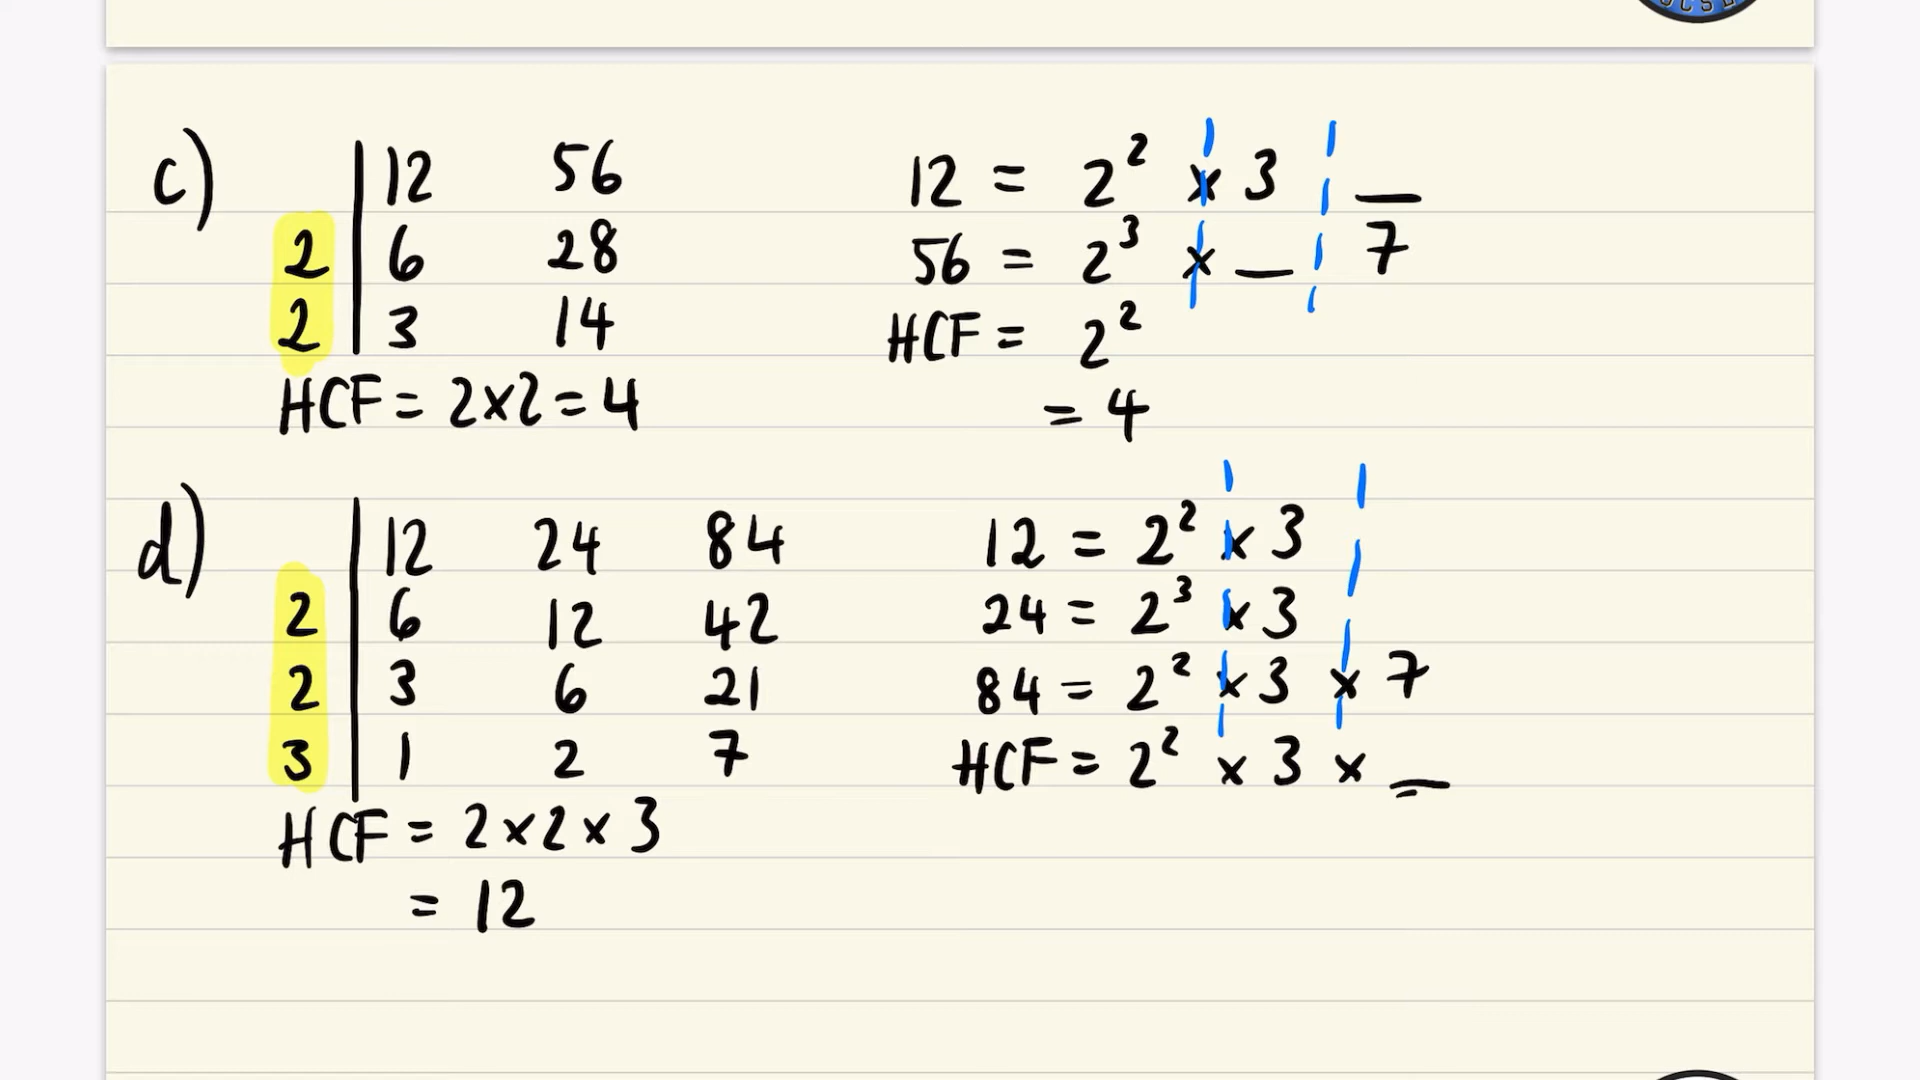 c) 12 56
2 6 28
2 3 14
HCF = 2×2 = 4
12 = 2² × 3 _
56 = 2³ × _ 7
HCF = 2²
= 4
d) 12 24 84
2 6 12 42
2 3 6 21
3 1 2 7
HCF = 2×2×3
= 12
12 = 2² × 3
24 = 2³ × 3
84 = 2² × 3 × 7
HCF = 2² × 3 × _